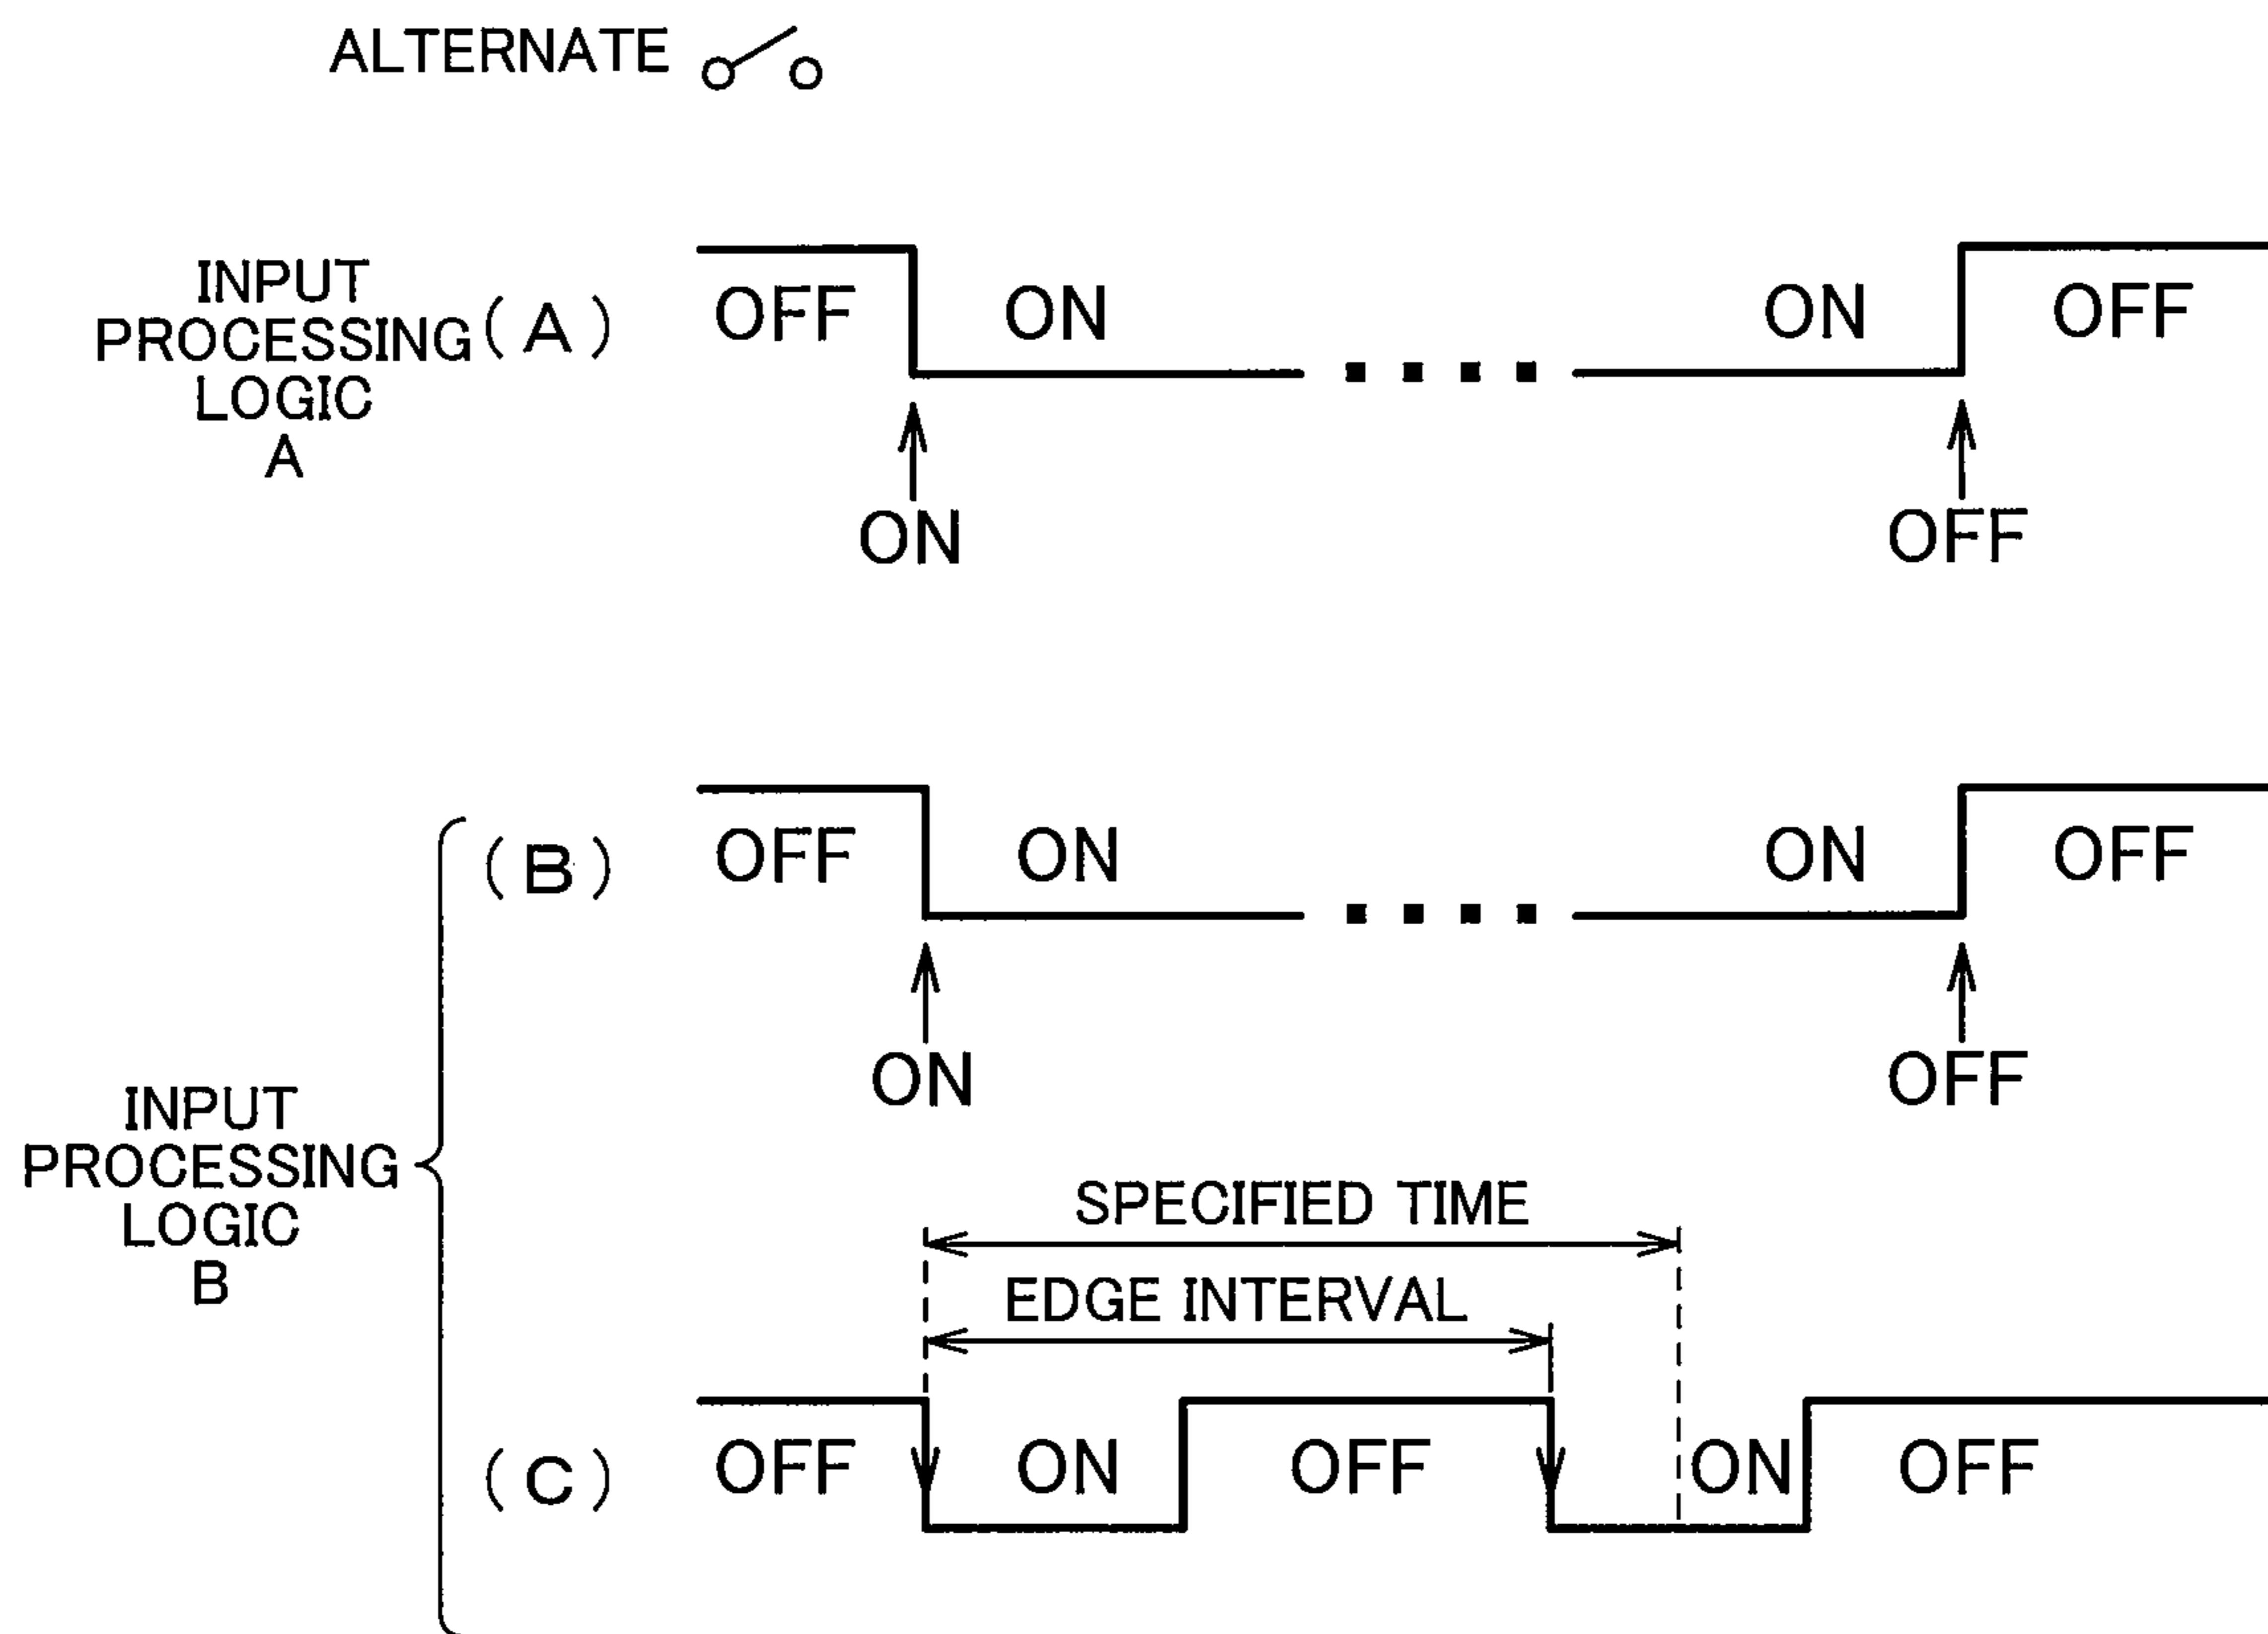 ALTERNATE
INPUT
PROCESSING
LOGIC
A
(A)
OFF ON ON OFF
ON OFF
INPUT
PROCESSING
LOGIC
B
(B)
OFF ON ON OFF
ON OFF
SPECIFIED TIME
EDGE INTERVAL
(C)
OFF ON OFF ON OFF